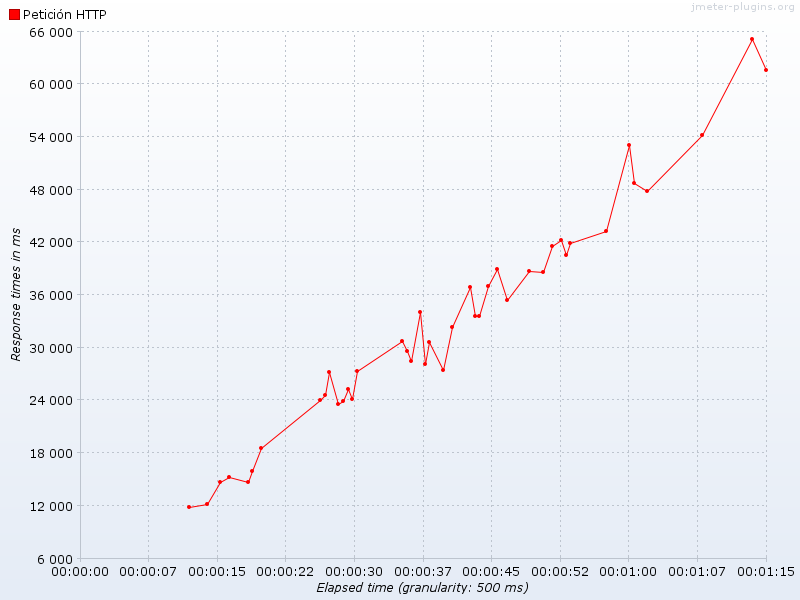 jmeter-plugins.org
Petición HTTP
66 000
60 000
54 000
48 000
42 000
36 000
30 000
24 000
18 000
12 000
6 000
Response times in ms
00:00:00 00:00:07 00:00:15 00:00:22 00:00:30 00:00:37 00:00:45 00:00:52 00:01:00 00:01:07 00:01:15
Elapsed time (granularity: 500 ms)